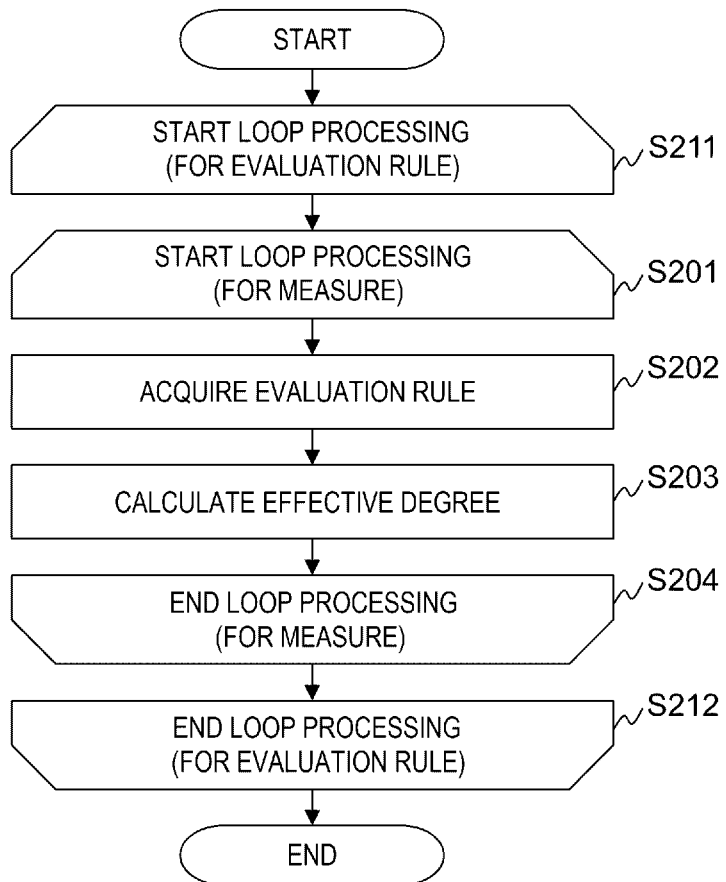 START
START LOOP PROCESSING
(FOR EVALUATION RULE)
S211
START LOOP PROCESSING
(FOR MEASURE)
S201
ACQUIRE EVALUATION RULE
S202
CALCULATE EFFECTIVE DEGREE
S203
END LOOP PROCESSING
(FOR MEASURE)
S204
END LOOP PROCESSING
(FOR EVALUATION RULE)
S212
END